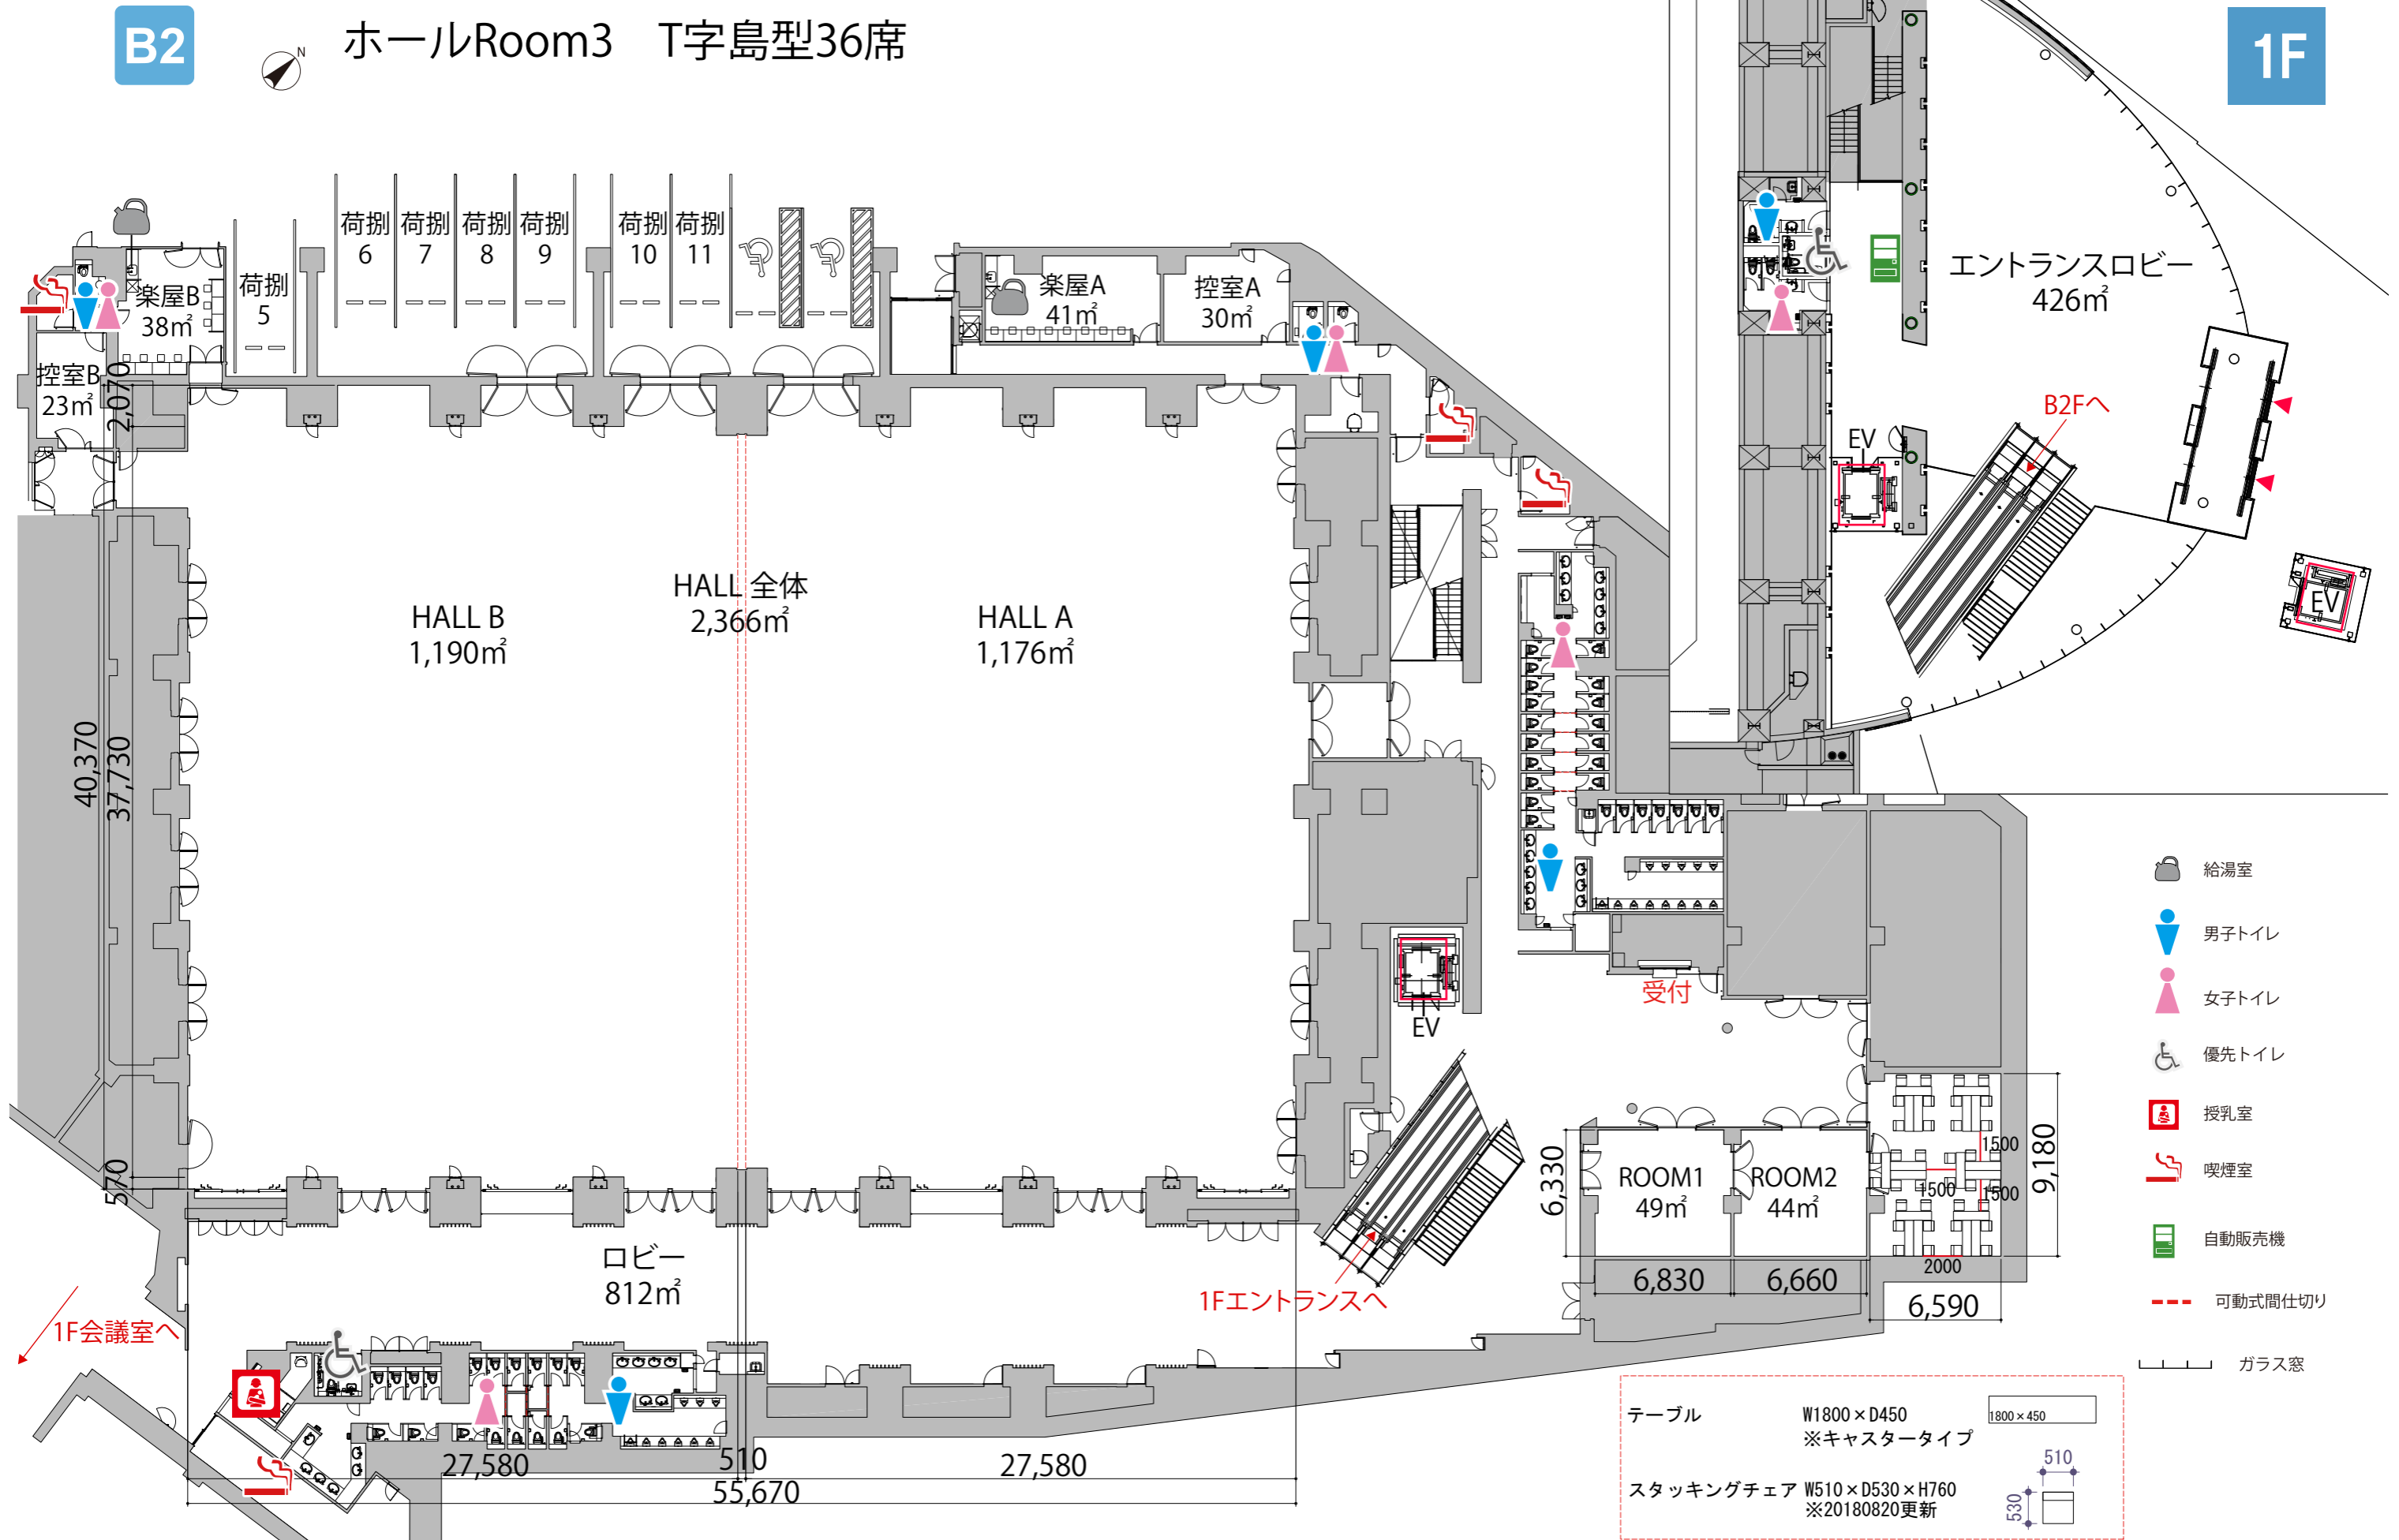 B2
N
ホールRoom3　T字島型36席
1F
荷捌
5
荷捌
6
荷捌
7
荷捌
8
荷捌
9
荷捌
10
荷捌
11
楽屋B
38㎡
控室B
23㎡
楽屋A
41㎡
控室A
30㎡
エントランスロビー
426㎡
B2Fへ
EV
EV
2,070
40,370
37,730
570
HALL B
1,190㎡
HALL 全体
2,366㎡
HALL A
1,176㎡
EV
受付
ROOM1
49㎡
ROOM2
44㎡
6,330
6,830
6,660
6,590
9,180
1500
1500
1500
2000
ロビー
812㎡
1Fエントランスへ
1F会議室へ
27,580
510
27,580
55,670
給湯室
男子トイレ
女子トイレ
優先トイレ
授乳室
喫煙室
自動販売機
可動式間仕切り
ガラス窓
テーブル　W1800×D450
※キャスタータイプ
1800×450
スタッキングチェア W510×D530×H760
※20180820更新
510
530